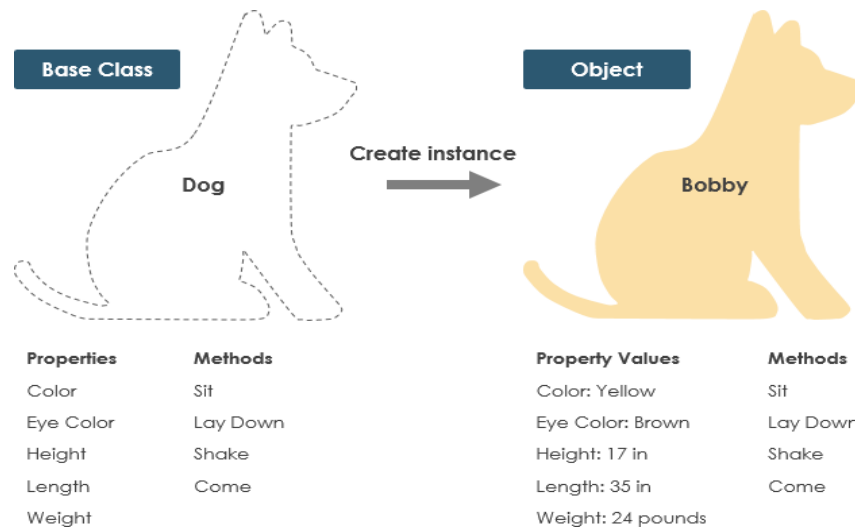 Base Class
Object
Create instance
Dog
Bobby
Properties Methods
Color Sit
Eye Color Lay Down
Height Shake
Length Come
Weight
Property Values Methods
Color: Yellow Sit
Eye Color: Brown Lay Down
Height: 17 in Shake
Length: 35 in Come
Weight: 24 pounds